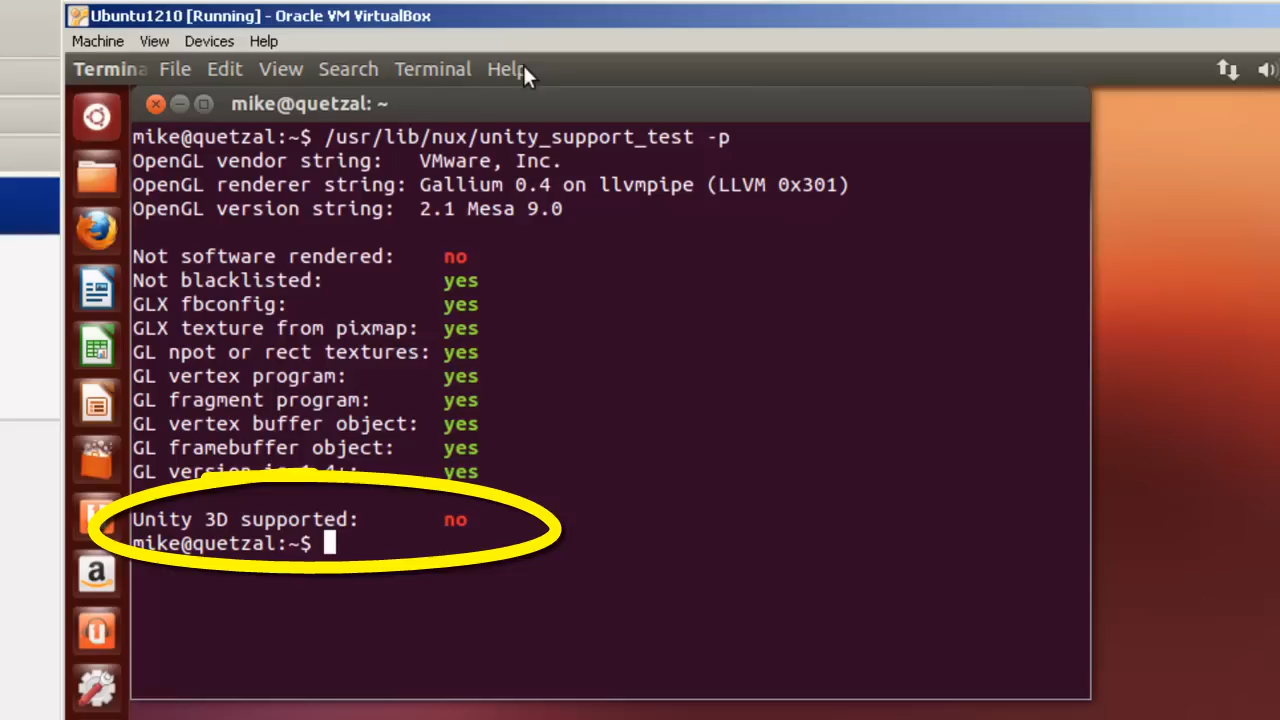 Ubuntu1210 [Running] - Oracle VM VirtualBox
Machine View Devices Help
Termina File Edit View Search Terminal Help
mike@quetzal: ~
mike@quetzal:~$ /usr/lib/nux/unity_support_test -p
OpenGL vendor string: VMware, Inc.
OpenGL renderer string: Gallium 0.4 on llvmpipe (LLVM 0x301)
OpenGL version string: 2.1 Mesa 9.0
Not software rendered: no
Not blacklisted: yes
GLX fbconfig: yes
GLX texture from pixmap: yes
GL npot or rect textures: yes
GL vertex program: yes
GL fragment program: yes
GL vertex buffer object: yes
GL framebuffer object: yes
GL version is 1.4+: yes
Unity 3D supported: no
mike@quetzal:~$
a